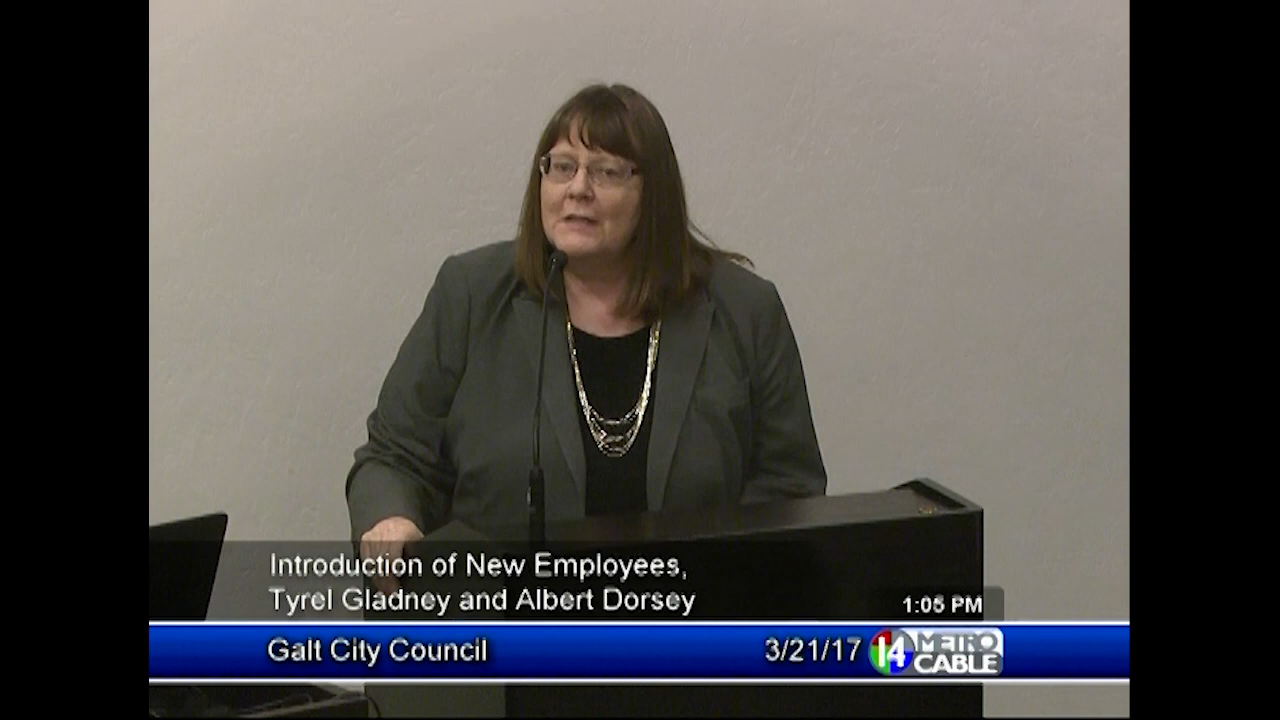 Introduction of New Employees,
Tyrel Gladney and Albert Dorsey
1:05 PM
Galt City Council
3/21/17
14
METRO
CABLE